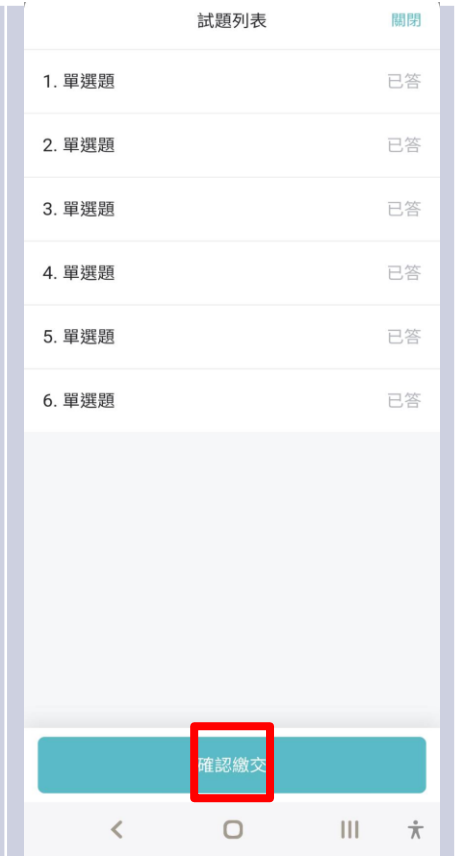 試題列表 關閉
1. 單選題 已答
2. 單選題 已答
3. 單選題 已答
4. 單選題 已答
5. 單選題 已答
6. 單選題 已答
確認繳交